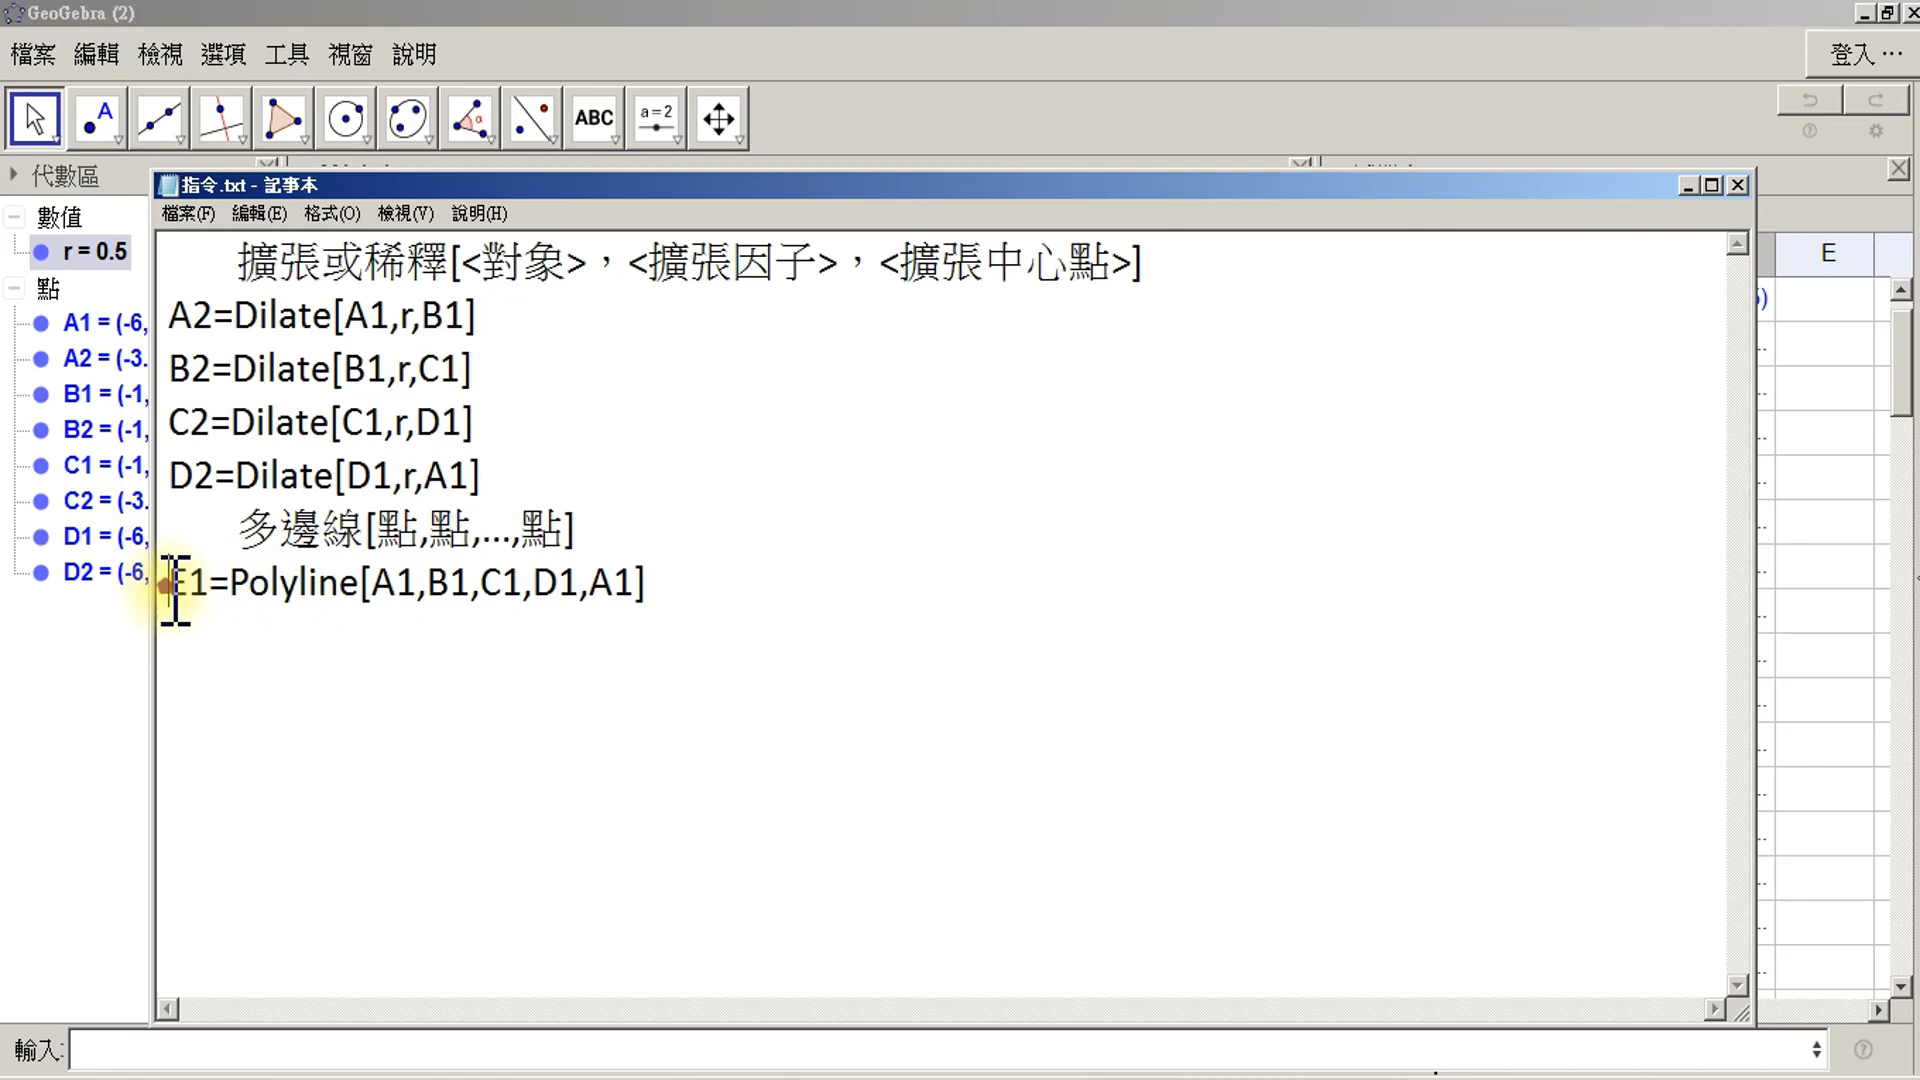 GeoGebra (2)
檔案 編輯 檢視 選項 工具 視窗 說明
登入 …
A
α
ABC
a=2
代數區
指令.txt - 記事本
檔案(F) 編輯(E) 格式(O) 檢視(V) 說明(H)
數值
r = 0.5
點
A1 = (-6,
A2 = (-3.
B1 = (-1,
B2 = (-1,
C1 = (-1,
C2 = (-3.
D1 = (-6,
D2 = (-6,
擴張或稀釋[<對象>，<擴張因子>，<擴張中心點>]
A2=Dilate[A1,r,B1]
B2=Dilate[B1,r,C1]
C2=Dilate[C1,r,D1]
D2=Dilate[D1,r,A1]
多邊線[點,點,...,點]
E1=Polyline[A1,B1,C1,D1,A1]
E
輸入: